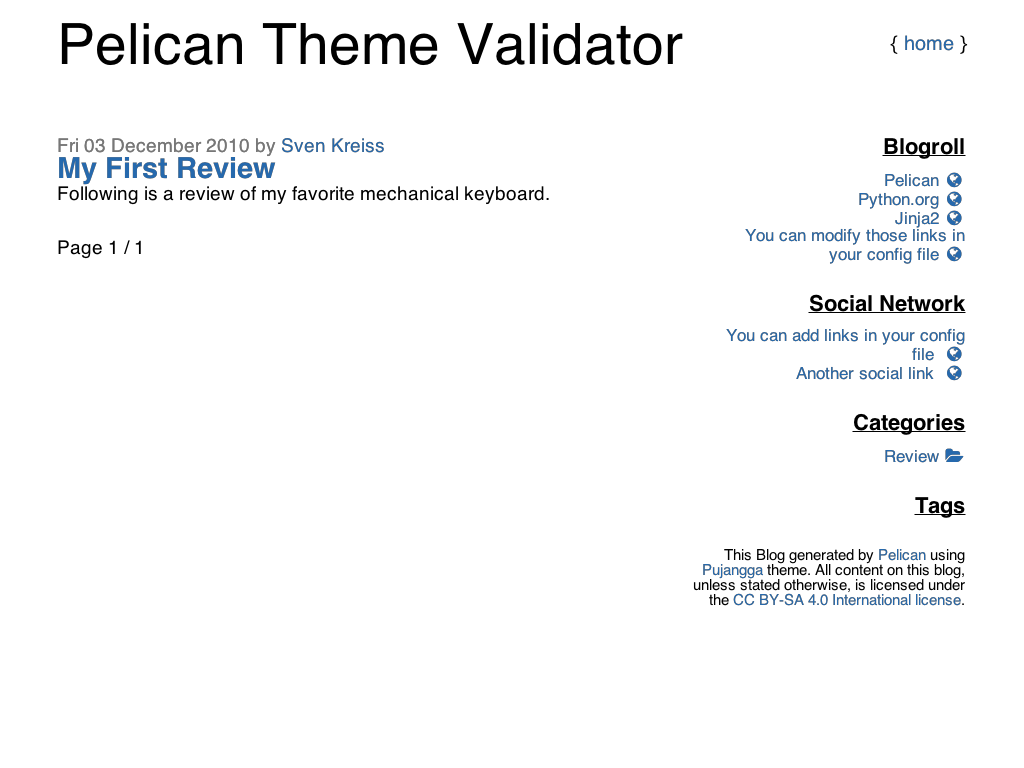 Pelican Theme Validator
{ home }
Fri 03 December 2010 by Sven Kreiss
My First Review
Following is a review of my favorite mechanical keyboard.
Page 1 / 1
Blogroll
Pelican
Python.org
Jinja2
You can modify those links in
your config file
Social Network
You can add links in your config
file
Another social link
Categories
Review
Tags
This Blog generated by Pelican using
Pujangga theme. All content on this blog,
unless stated otherwise, is licensed under
the CC BY-SA 4.0 International license.